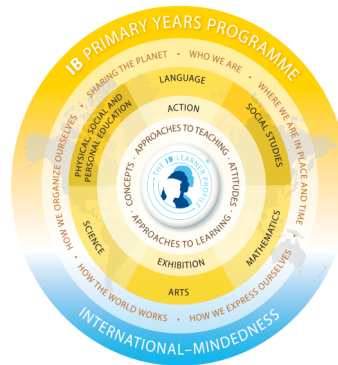 IB PRIMARY YEARS PROGRAMME
SHARING THE PLANET • WHO WE ARE • WHERE WE ARE IN PLACE AND TIME • HOW WE EXPRESS OURSELVES • HOW THE WORLD WORKS • HOW WE ORGANIZE OURSELVES •
LANGUAGE
SOCIAL STUDIES
MATHEMATICS
ARTS
SCIENCE
PHYSICAL, SOCIAL AND
PERSONAL EDUCATION
ACTION
EXHIBITION
CONCEPTS • APPROACHES TO TEACHING • ATTITUDES • APPROACHES TO LEARNING •
THE IB LEARNER PROFILE
INTERNATIONAL–MINDEDNESS